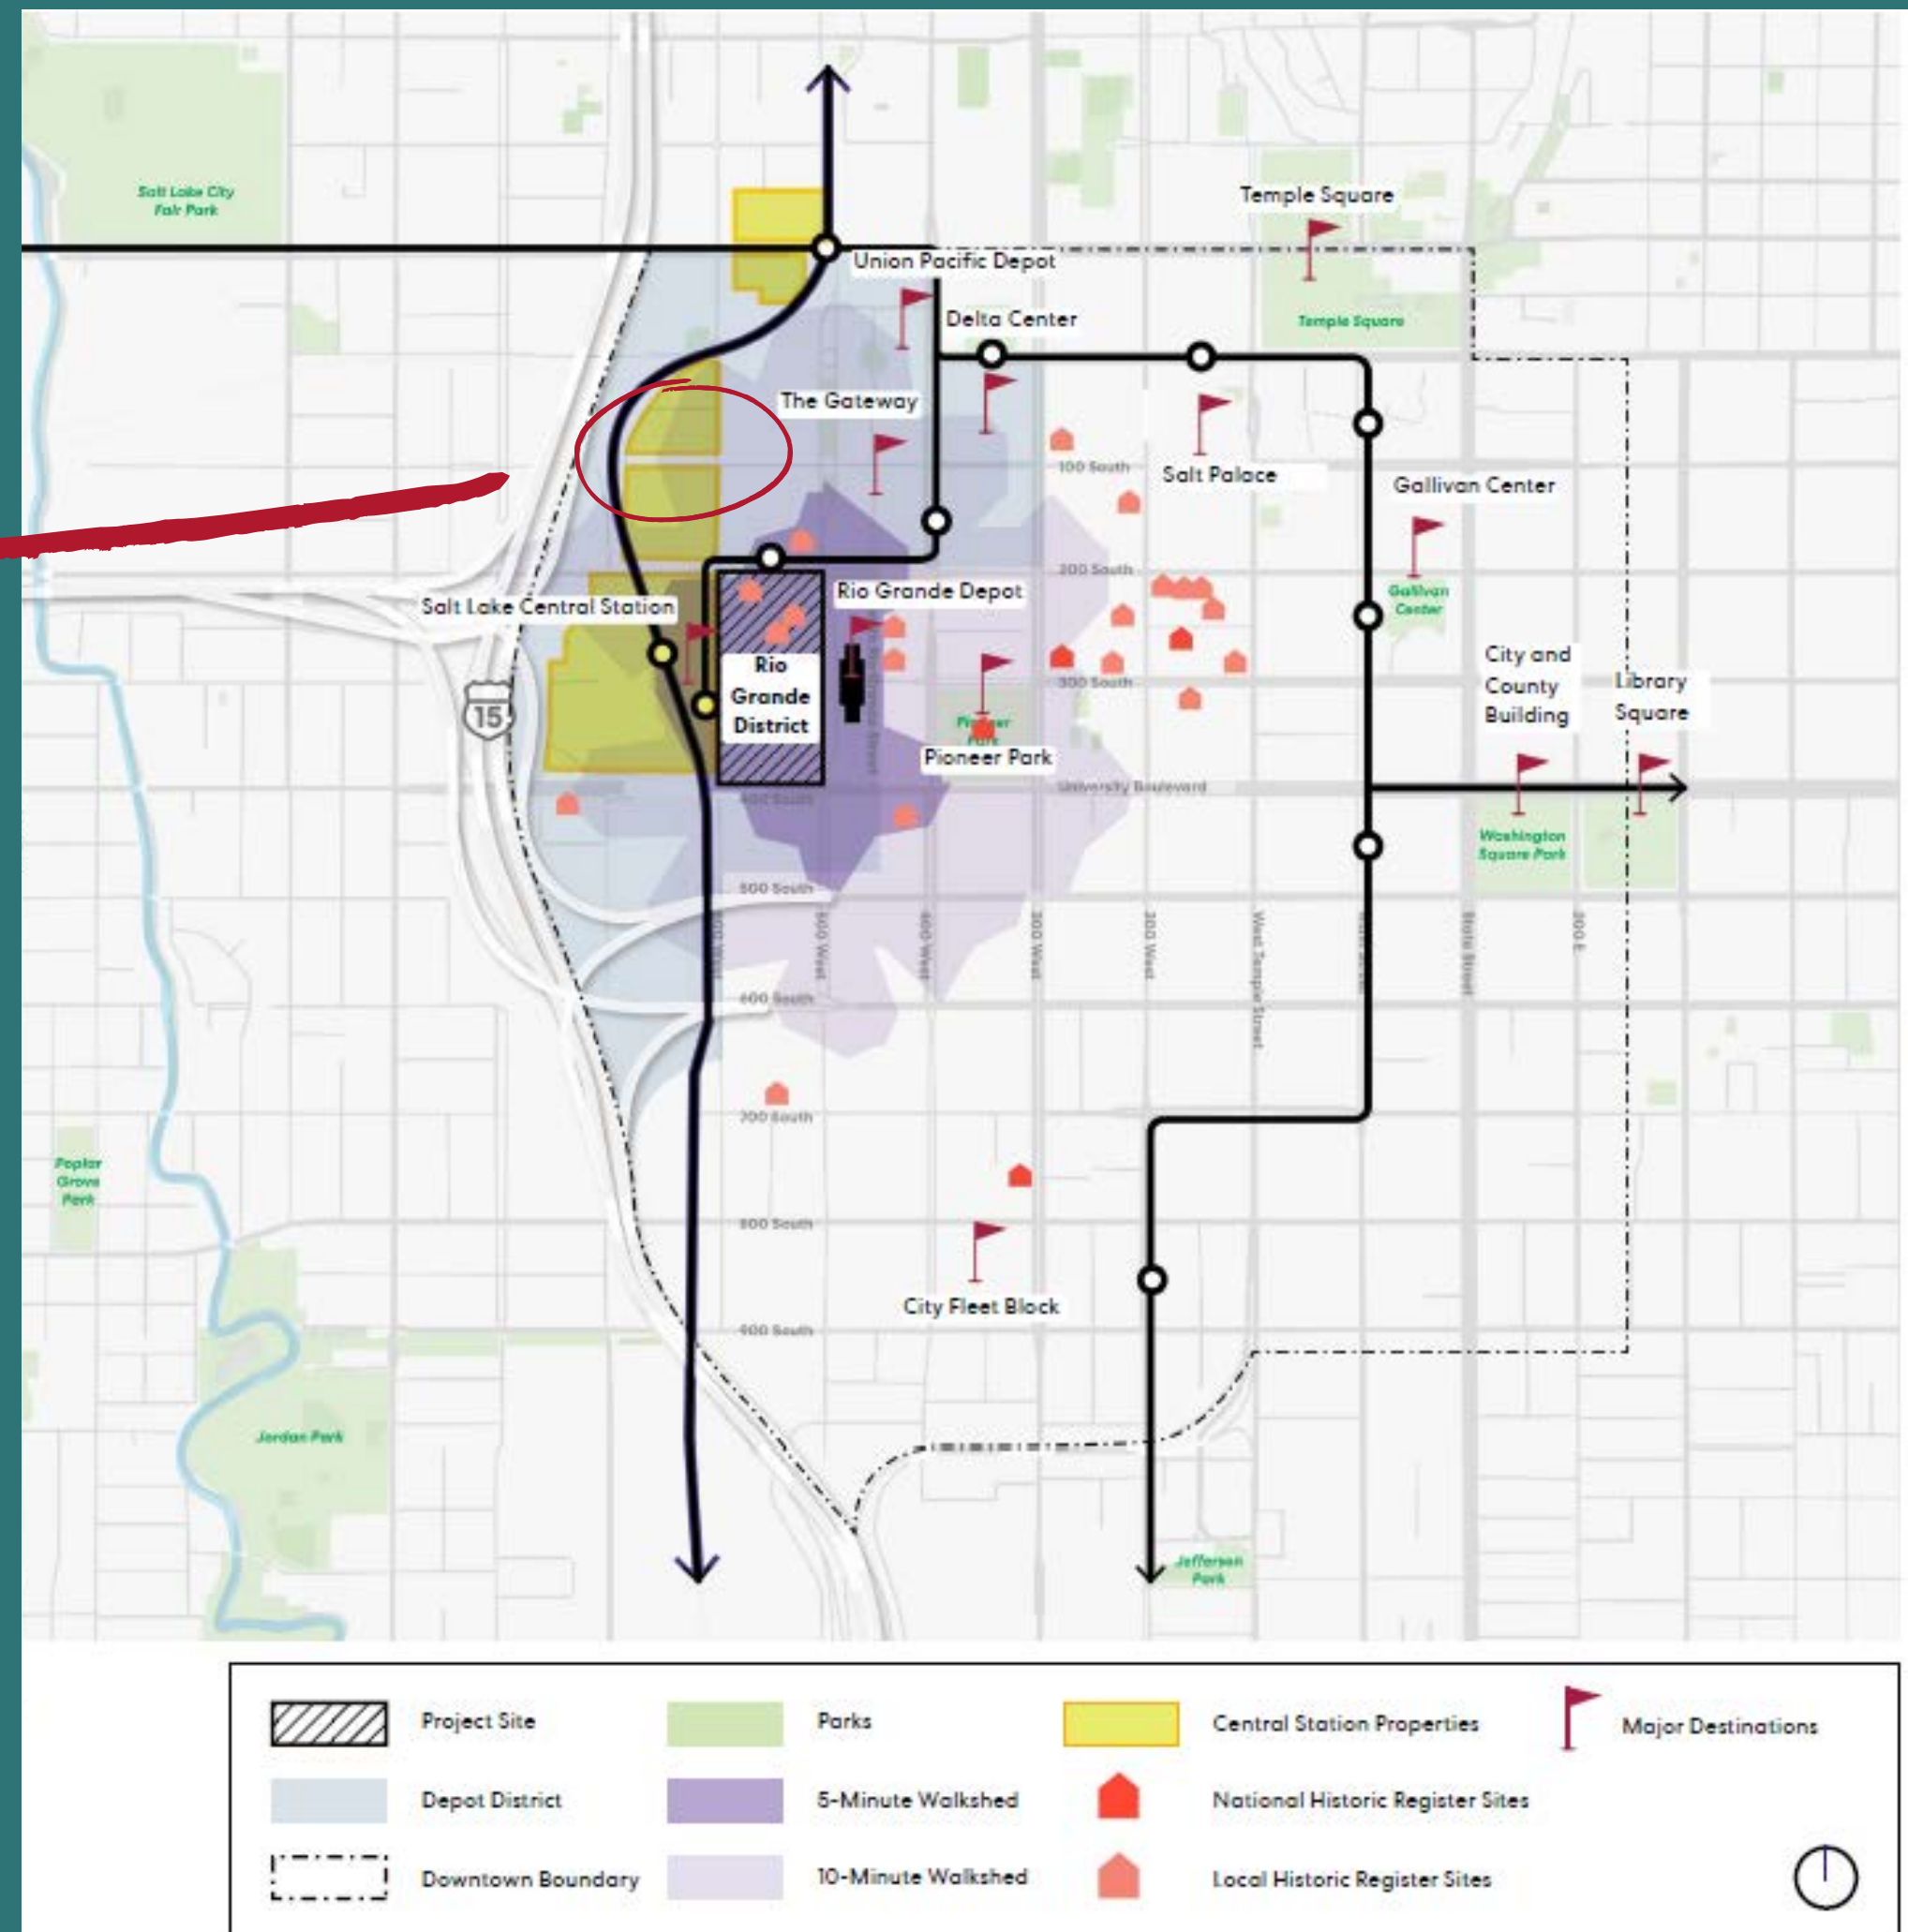 Salt Lake City
Fair Park
Temple Square
Union Pacific Depot
Delta Center
Temple Square
The Gateway
100 South
Salt Palace
Gallivan Center
200 South
Rio Grande Depot
Gallivan
Center
Salt Lake Central Station
Rio
Grande
District
300 South
City and
County
Building
Library
Square
15
Pioneer Park
University Boulevard
400 South
Washington
Square Park
500 South
600 West
500 West
400 West
300 West
200 West
West Temple Street
State Street
200 E
600 South
700 South
Poplar
Grove
Park
800 South
City Fleet Block
900 South
Jordan Park
Jefferson
Park
Project Site
Parks
Central Station Properties
Major Destinations
Depot District
5-Minute Walkshed
National Historic Register Sites
Downtown Boundary
10-Minute Walkshed
Local Historic Register Sites